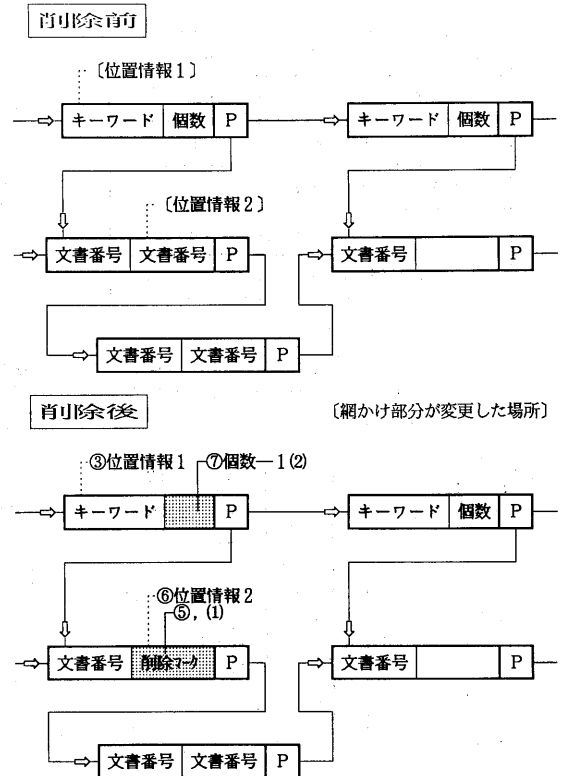 削除前
〔位置情報1〕
キーワード 個数 P キーワード 個数 P
〔位置情報2〕
文書番号 文書番号 P 文書番号 P
文書番号 文書番号 P
削除後 〔網かけ部分が変更した場所〕
③位置情報1 ⑦個数―1(2)
キーワード P キーワード 個数 P
⑥位置情報2
⑤,(1)
文書番号 削除マーク P 文書番号 P
文書番号 文書番号 P